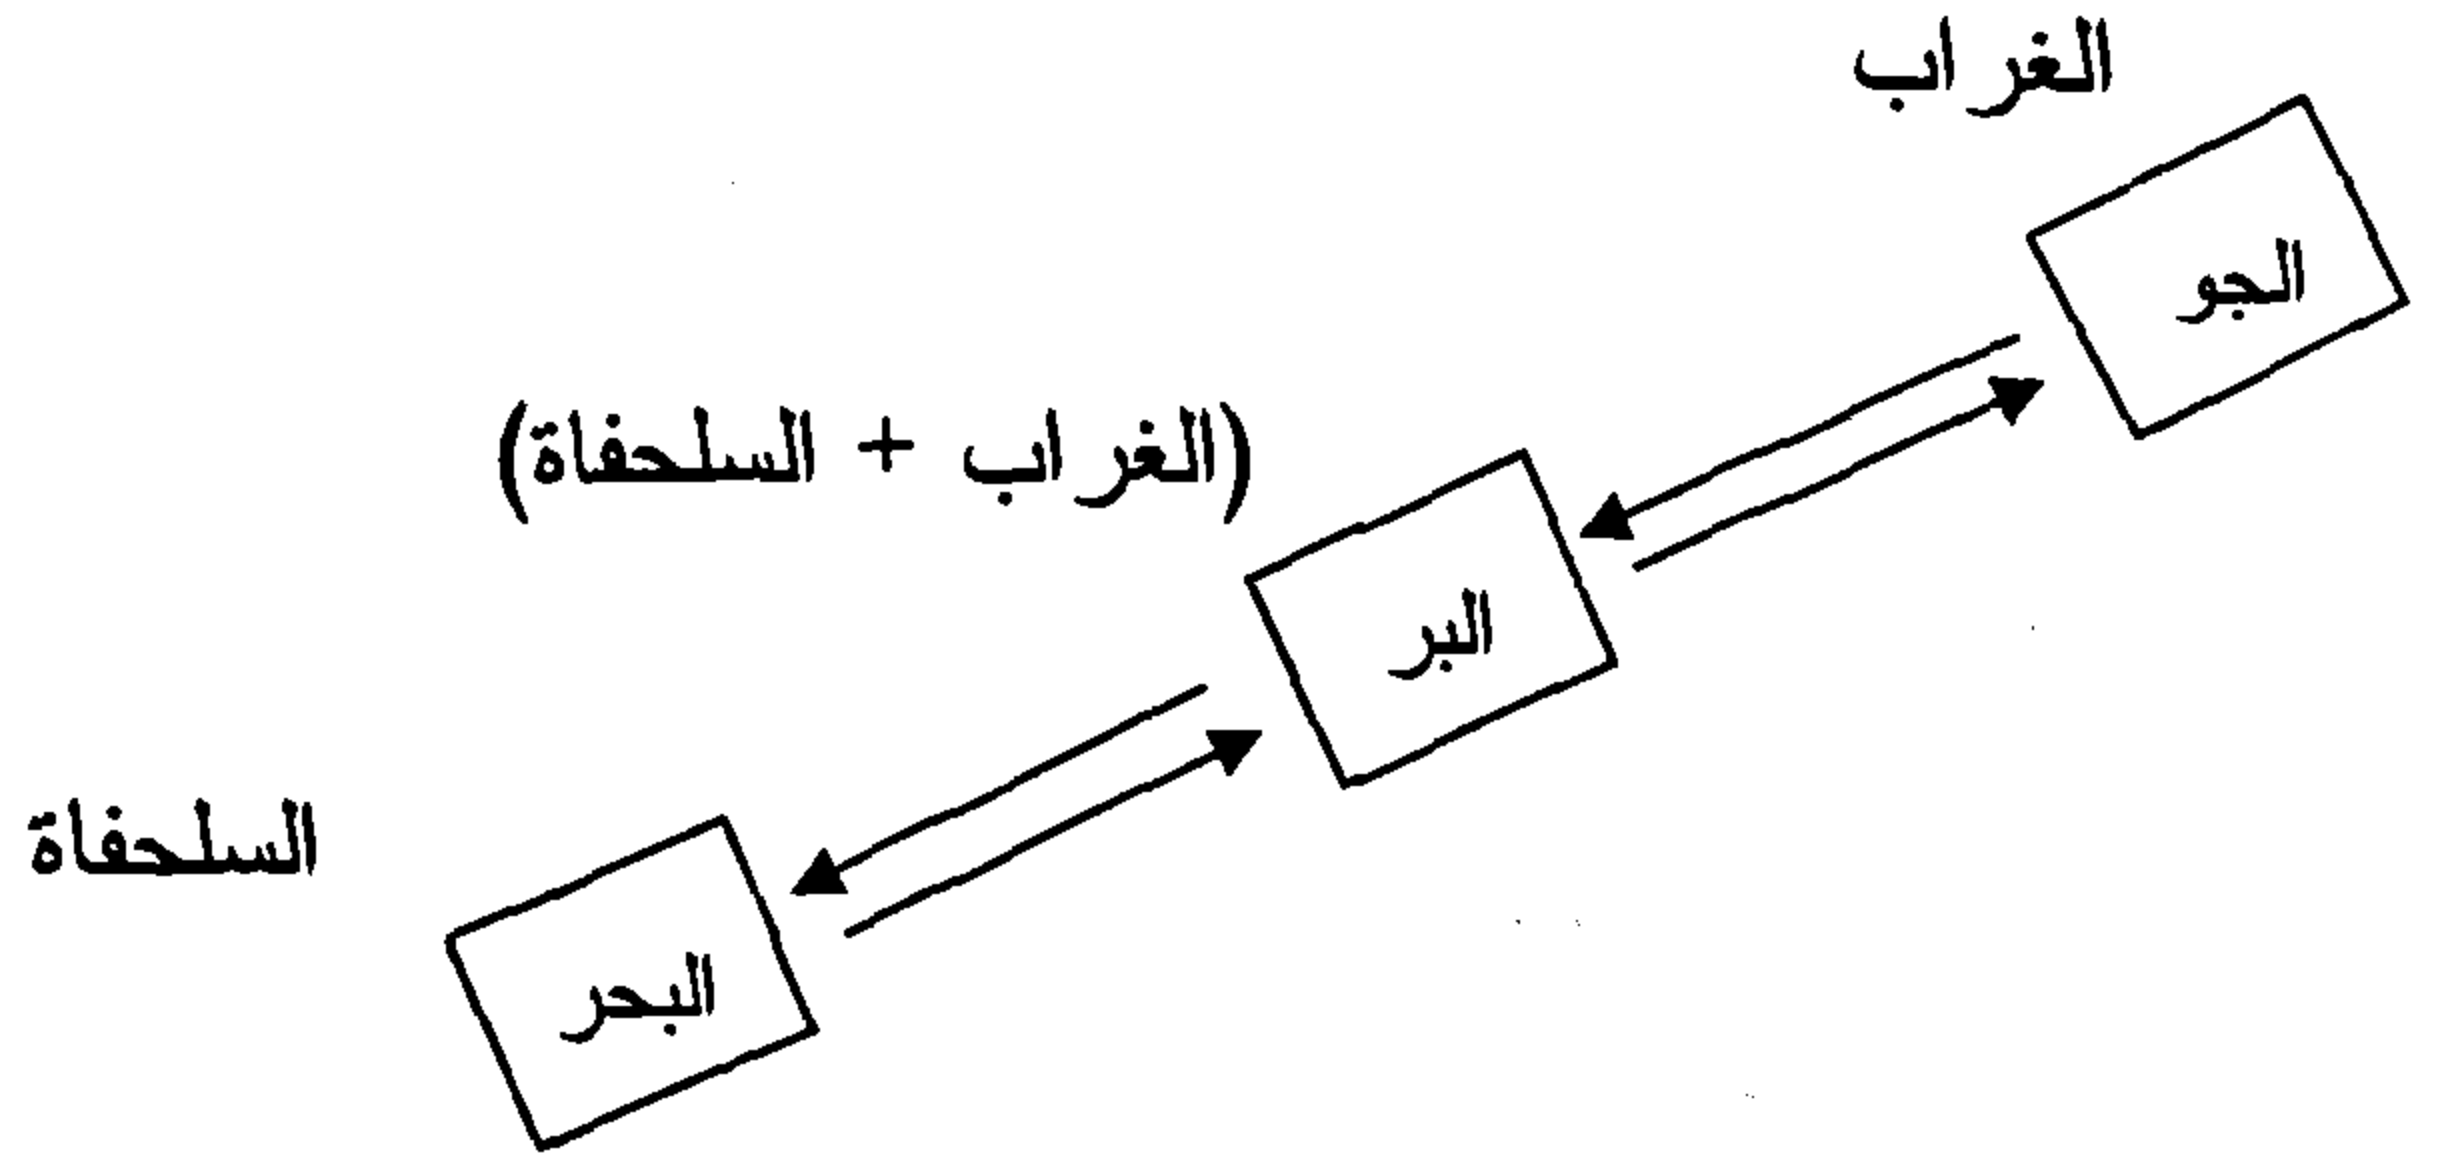 الغراب
الجو
(الغراب + السلحفاة)
البر
السلحفاة
البحر